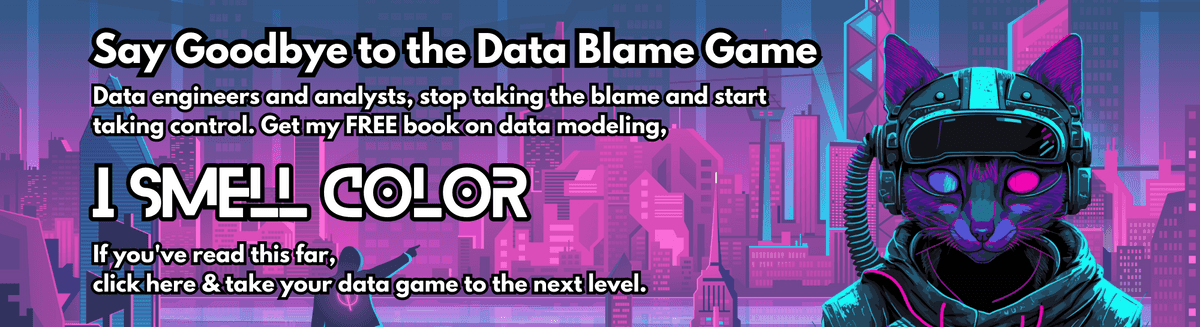 Say Goodbye to the Data Blame Game
Data engineers and analysts, stop taking the blame and start
taking control. Get my FREE book on data modeling,
I SMELL COLOR
If you've read this far,
click here & take your data game to the next level.